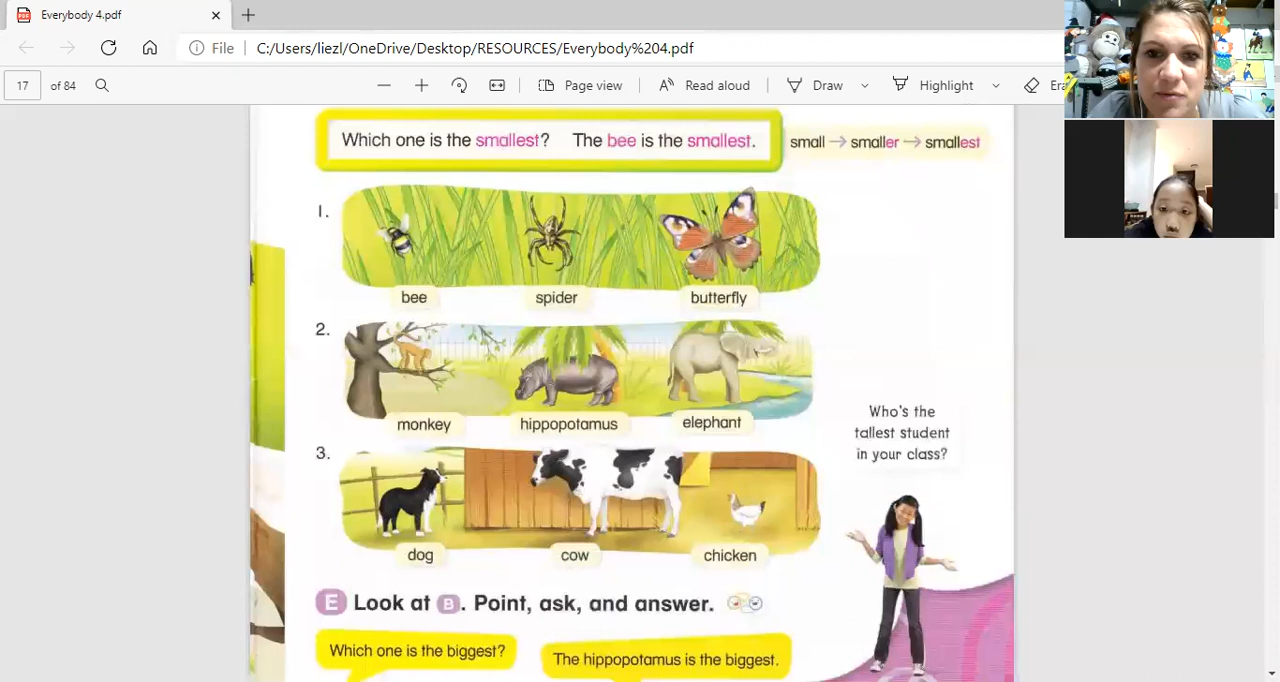 Everybody 4.pdf
File C:/Users/liezl/OneDrive/Desktop/RESOURCES/Everybody%204.pdf
17 of 84 Page view Read aloud Draw Highlight Era
Which one is the smallest? The bee is the smallest.
small → smaller → smallest
1.
bee spider butterfly
2.
monkey hippopotamus elephant
3.
dog cow chicken
Who's the
tallest student
in your class?
E Look at B. Point, ask, and answer.
Which one is the biggest?
The hippopotamus is the biggest.